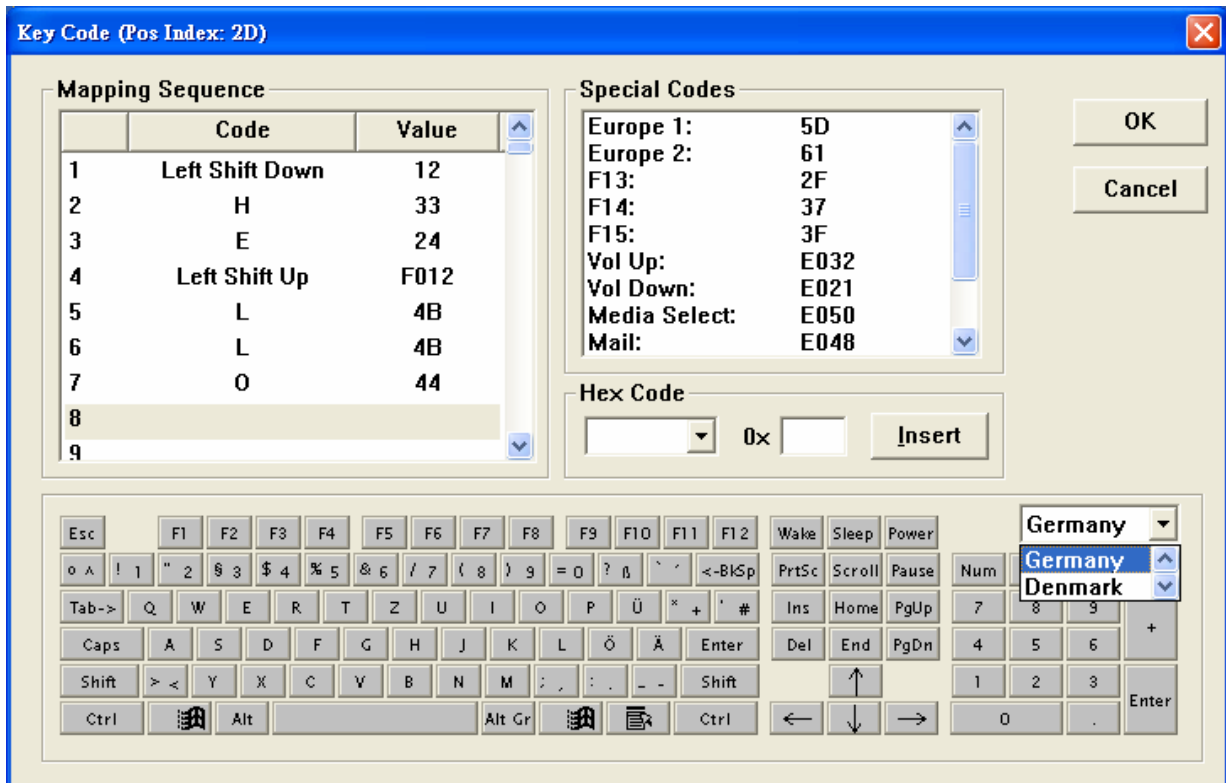 Key Code (Pos Index: 2D)
Mapping Sequence
Code Value
1 Left Shift Down 12
2 H 33
3 E 24
4 Left Shift Up F012
5 L 4B
6 L 4B
7 O 44
8
9
Special Codes
Europe 1: 5D
Europe 2: 61
F13: 2F
F14: 37
F15: 3F
Vol Up: E032
Vol Down: E021
Media Select: E050
Mail: E048
Hex Code
0x Insert
OK
Cancel
Germany
Germany
Denmark
Esc F1 F2 F3 F4 F5 F6 F7 F8 F9 F10 F11 F12 Wake Sleep Power
o ^ ! 1 " 2 § 3 $ 4 % 5 & 6 / 7 ( 8 ) 9 = 0 ? ß ` ´ <-BkSp PrtSc Scroll Pause Num
Tab-> Q W E R T Z U I O P Ü * + ' # Ins Home PgUp 7 8 9 +
Caps A S D F G H J K L Ö Ä Enter Del End PgDn 4 5 6
Shift > < Y X C V B N M ; , : . _ - Shift ↑ 1 2 3 Enter
Ctrl Alt Alt Gr Ctrl ← ↓ → 0 .